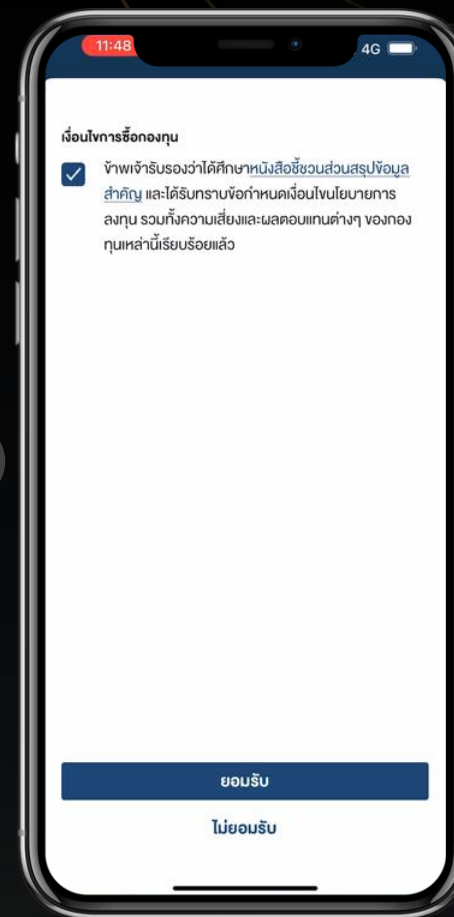 11:48
4G
เงื่อนไขการซื้อกองทุน
ข้าพเจ้ารับรองว่าได้ศึกษาหนังสือชี้ชวนส่วนสรุปข้อมูล
สำคัญ และได้รับทราบข้อกำหนดเงื่อนไขนโยบายการ
ลงทุน รวมทั้งความเสี่ยงและผลตอบแทนต่างๆ ของกอง
ทุนเหล่านี้เรียบร้อยแล้ว
ยอมรับ
ไม่ยอมรับ